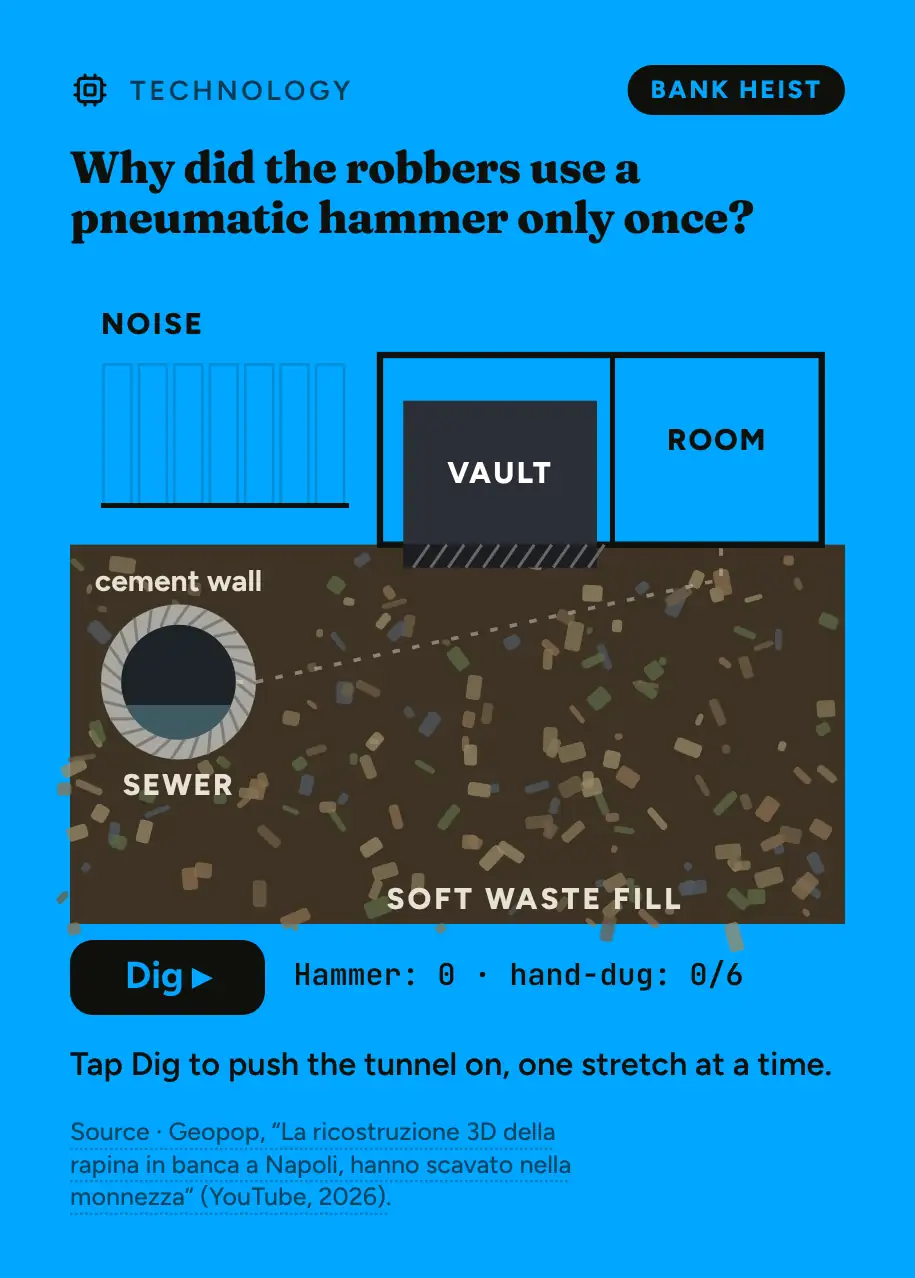 TECHNOLOGY
BANK HEIST
Why did the robbers use a
pneumatic hammer only once?
NOISE
VAULT
ROOM
cement wall
SEWER
SOFT WASTE FILL
Dig ▶
Hammer: 0 · hand-dug: 0/6
Tap Dig to push the tunnel on, one stretch at a time.
Source · Geopop, “La ricostruzione 3D della
rapina in banca a Napoli, hanno scavato nella
monnezza” (YouTube, 2026).